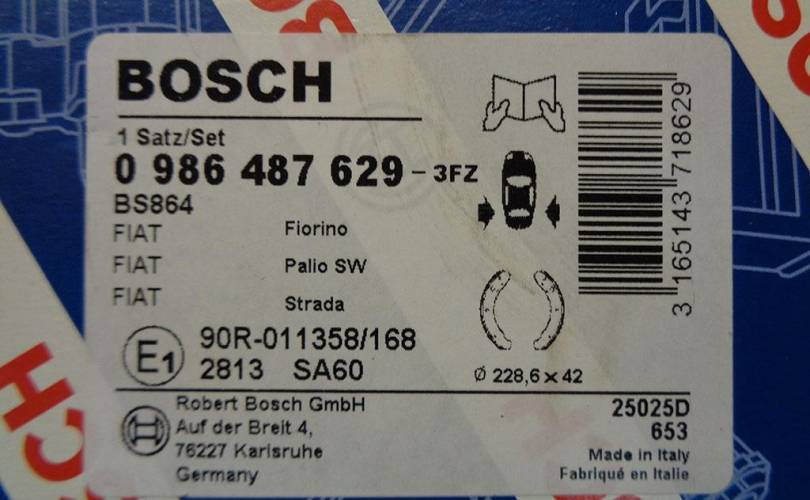 BOSCH
1 Satz/Set
0 986 487 629 - 3FZ
BS864
FIAT Fiorino
FIAT Palio SW
FIAT Strada
E1
90R-011358/168
2813 SA60
Ø 228,6 x 42
3 165143 718629
Robert Bosch GmbH
Auf der Breit 4,
76227 Karlsruhe
Germany
25025D
653
Made in Italy
Fabriqué en Italie